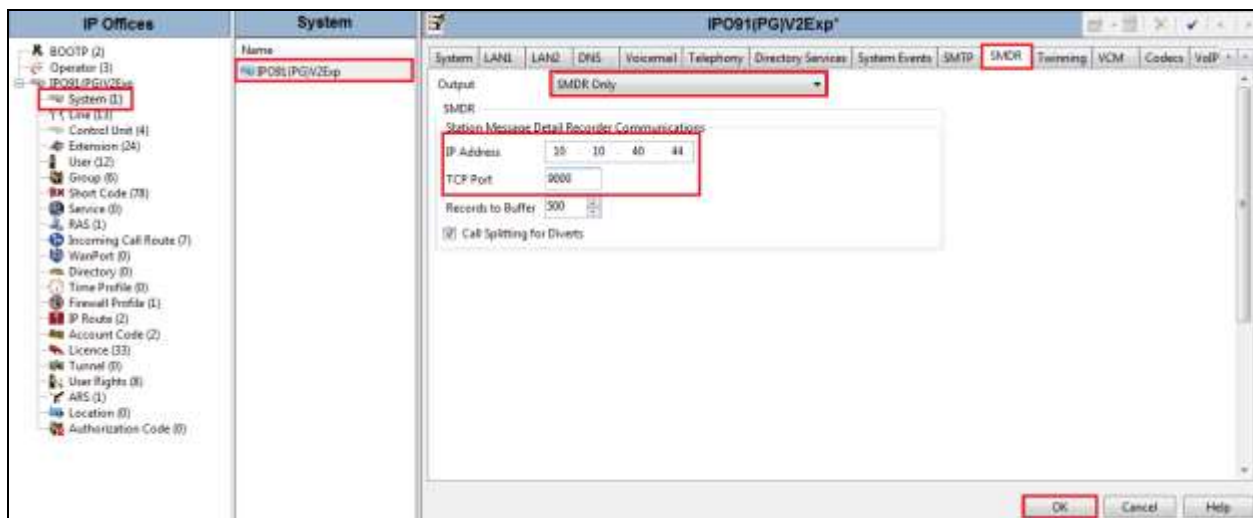 IP Offices
BOOTP (2)
Operator (3)
IPO91(PG)V2Exp
System (1)
Line (13)
Control Unit (4)
Extension (24)
User (12)
Group (6)
Short Code (78)
Service (0)
RAS (1)
Incoming Call Route (7)
WanPort (0)
Directory (0)
Time Profile (0)
Firewall Profile (1)
IP Route (2)
Account Code (2)
Licence (33)
Tunnel (0)
User Rights (8)
ARS (1)
Location (0)
Authorization Code (0)
System
Name
IPO91(PG)V2Exp
IPO91(PG)V2Exp*
System LAN1 LAN2 DNS Voicemail Telephony Directory Services System Events SMTP SMDR Twinning VCM Codecs VoIP
Output SMDR Only
SMDR
Station Message Detail Recorder Communications
IP Address 10 . 10 . 40 . 44
TCP Port 9000
Records to Buffer 500
Call Splitting for Diverts
OK Cancel Help